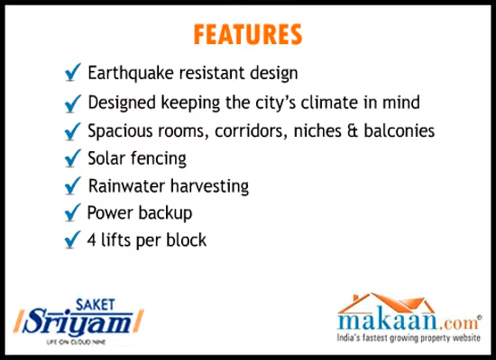 FEATURES
Earthquake resistant design
Designed keeping the city's climate in mind
Spacious rooms, corridors, niches & balconies
Solar fencing
Rainwater harvesting
Power backup
4 lifts per block
SAKET
Sriyam
LIFE ON CLOUD NINE
makaan.com©
India's fastest growing property website